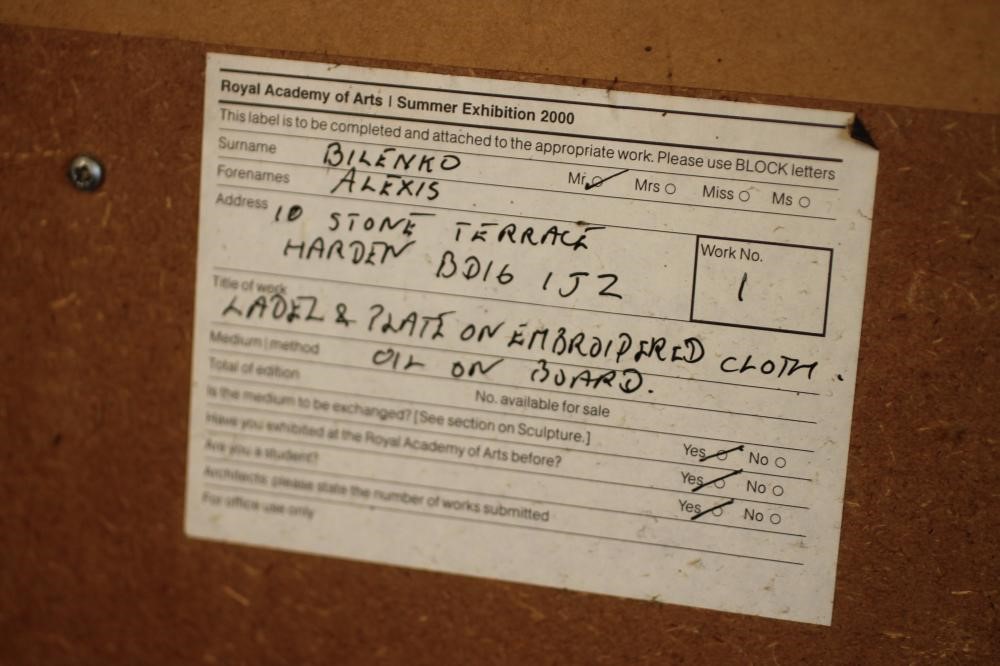 Royal Academy of Arts | Summer Exhibition 2000
This label is to be completed and attached to the appropriate work. Please use BLOCK letters
Surname BILENKO
Mr Mrs Miss Ms
Forenames ALEXIS
Address 10 STONE TERRACE
HARDEN BD16 1JZ
Work No.
1
Title of work
LADEL & PLATE ON EMBROIDERED CLOTH.
Medium | method OIL ON BOARD.
Total of edition No. available for sale
Is the medium to be exchanged? [See section on Sculpture.] Yes No
Have you exhibited at the Royal Academy of Arts before? Yes No
Are you a student? Yes No
Architects: please state the number of works submitted
For office use only